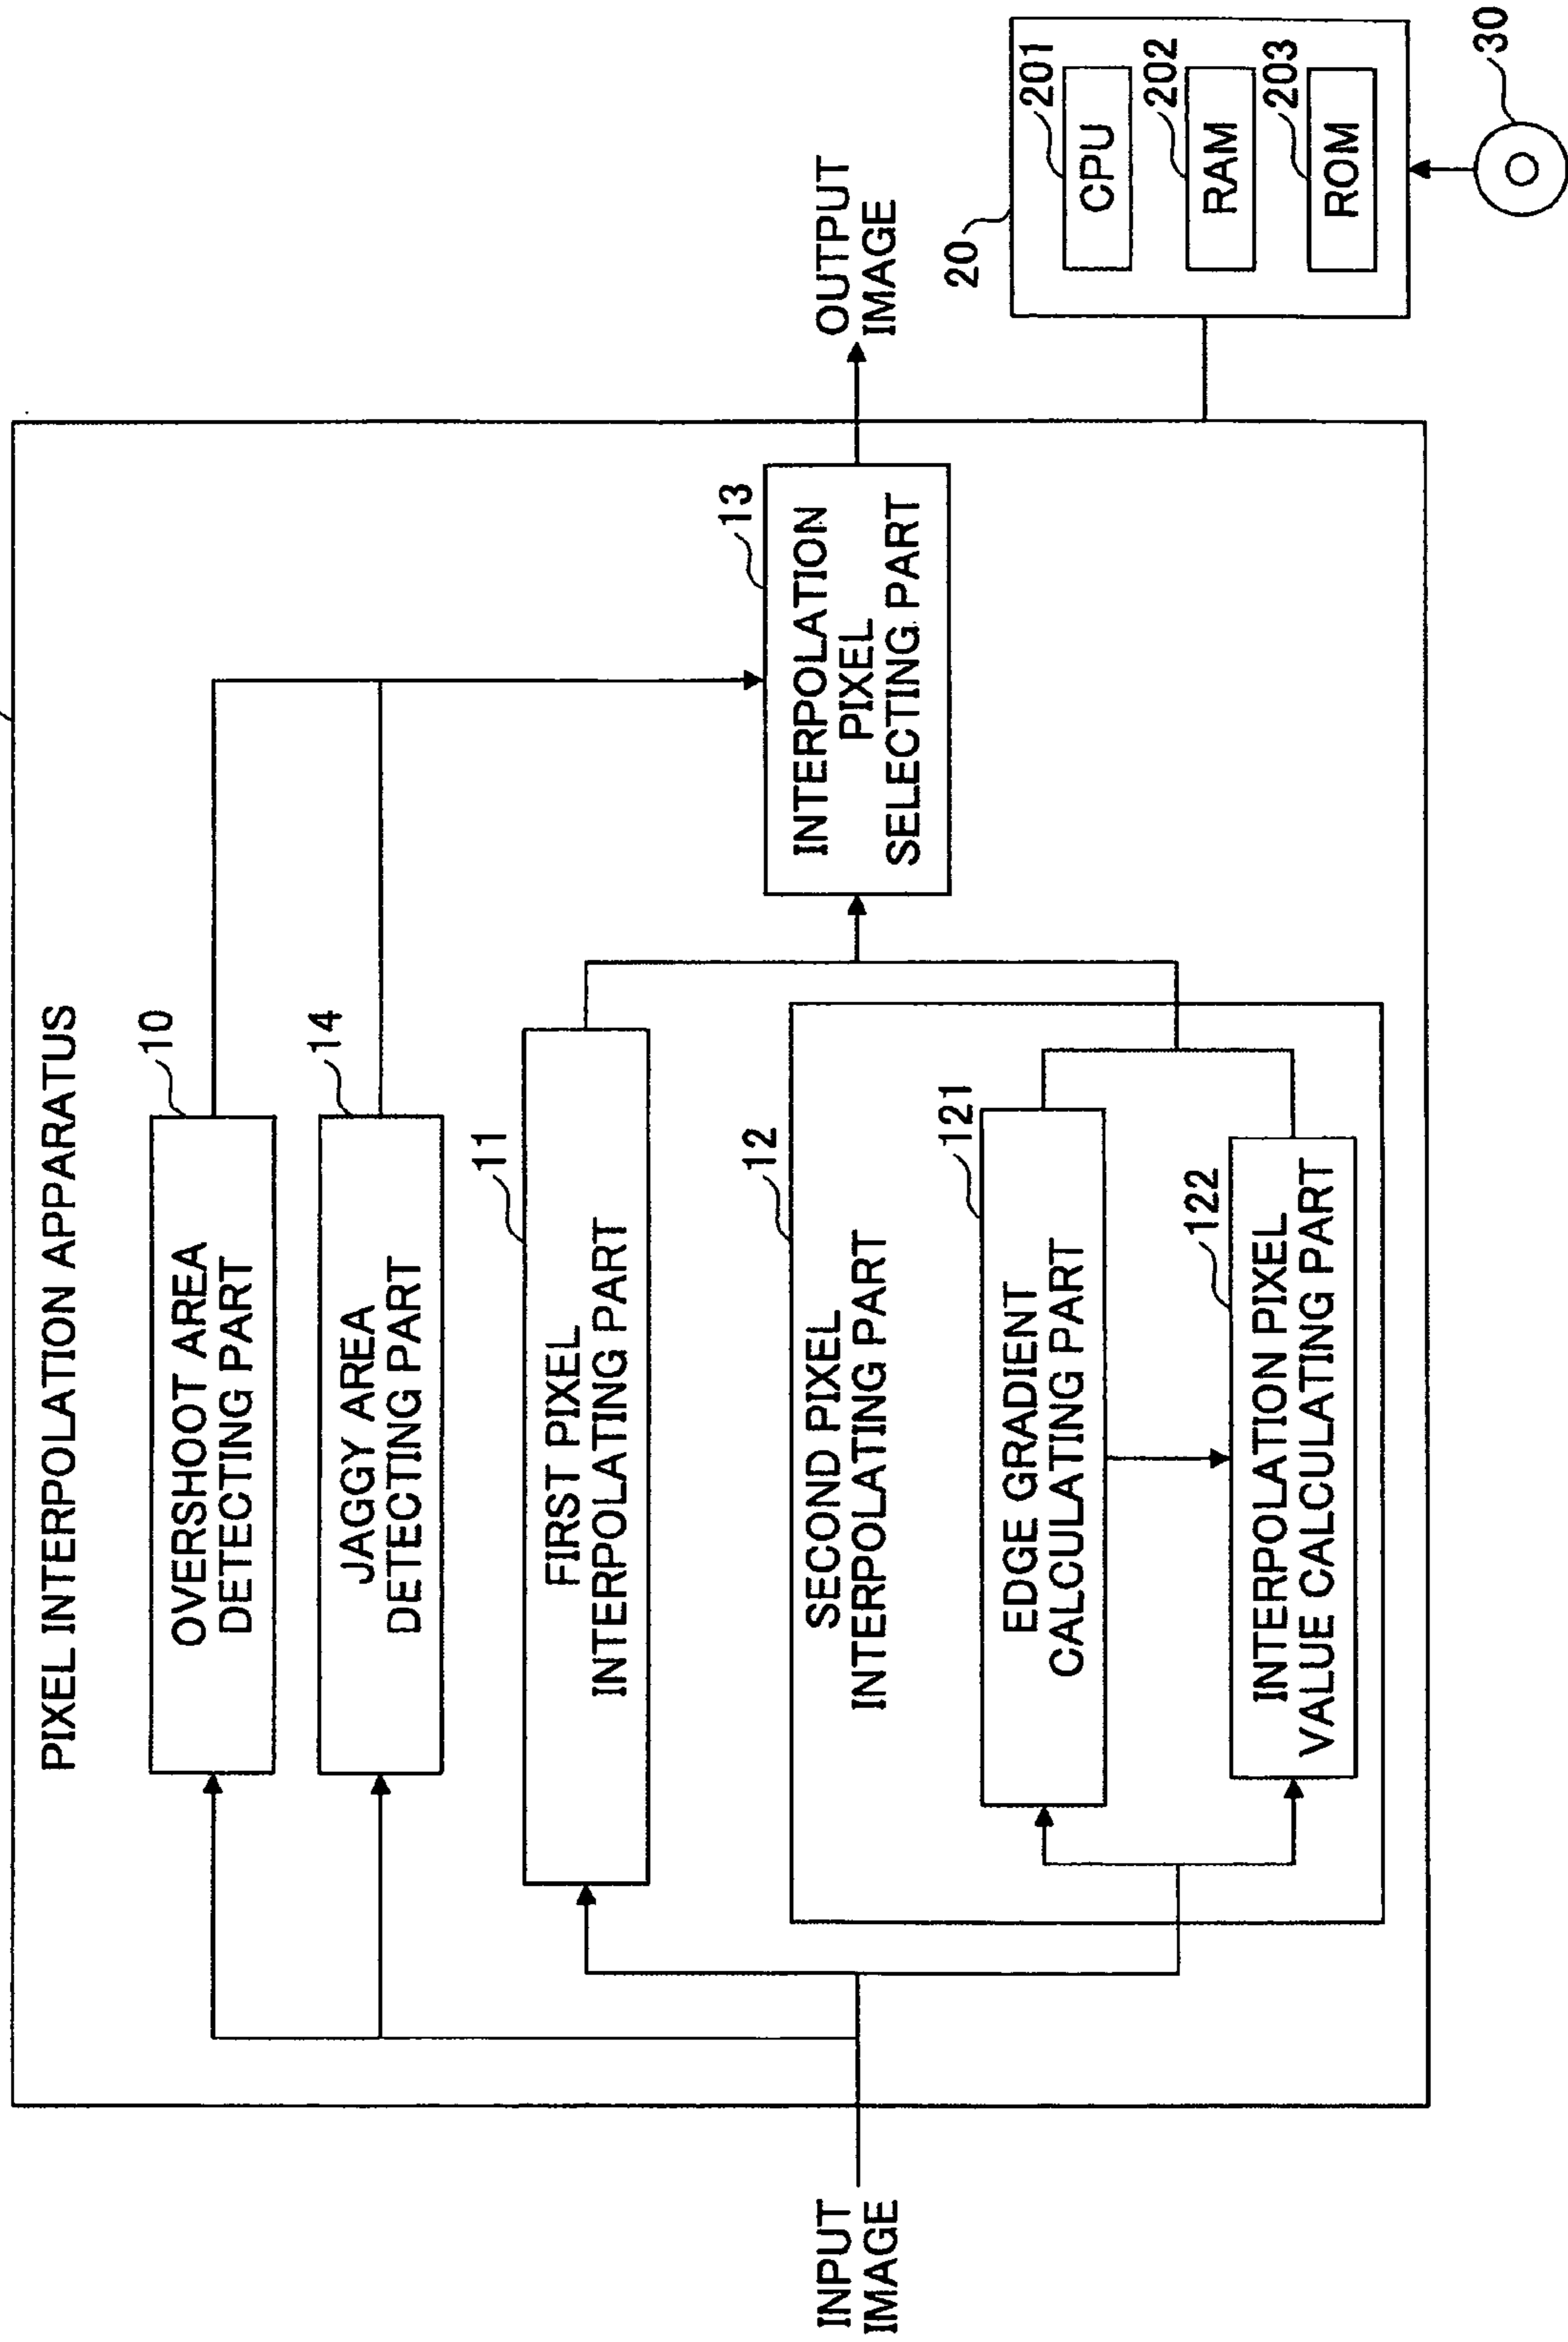 PIXEL INTERPOLATION APPARATUS
10
OVERSHOOT AREA
DETECTING PART
14
JAGGY AREA
DETECTING PART
11
FIRST PIXEL
INTERPOLATING PART
12
SECOND PIXEL
INTERPOLATING PART
121
EDGE GRADIENT
CALCULATING PART
122
INTERPOLATION PIXEL
VALUE CALCULATING PART
13
INTERPOLATION
PIXEL
SELECTING PART
INPUT
IMAGE
OUTPUT
IMAGE
20
201
CPU
202
RAM
203
ROM
30